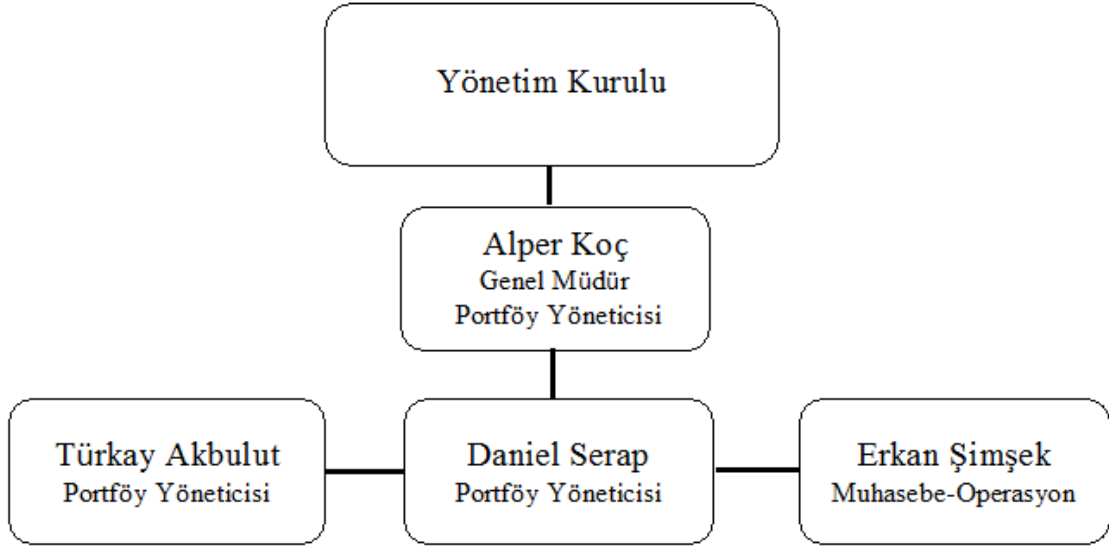 Yönetim Kurulu
Alper Koç
Genel Müdür
Portföy Yöneticisi
Türkay Akbulut
Portföy Yöneticisi
Daniel Serap
Portföy Yöneticisi
Erkan Şimşek
Muhasebe-Operasyon